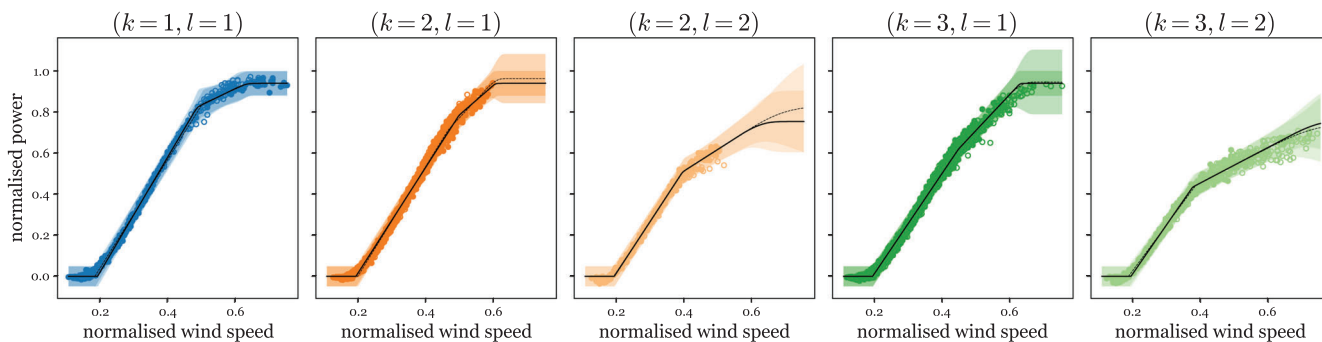 (k = 1, l = 1) (k = 2, l = 1) (k = 2, l = 2) (k = 3, l = 1) (k = 3, l = 2)
normalised power
1.0
0.8
0.6
0.4
0.2
0.0
0.2 0.4 0.6 0.2 0.4 0.6 0.2 0.4 0.6 0.2 0.4 0.6 0.2 0.4 0.6
normalised wind speed normalised wind speed normalised wind speed normalised wind speed normalised wind speed